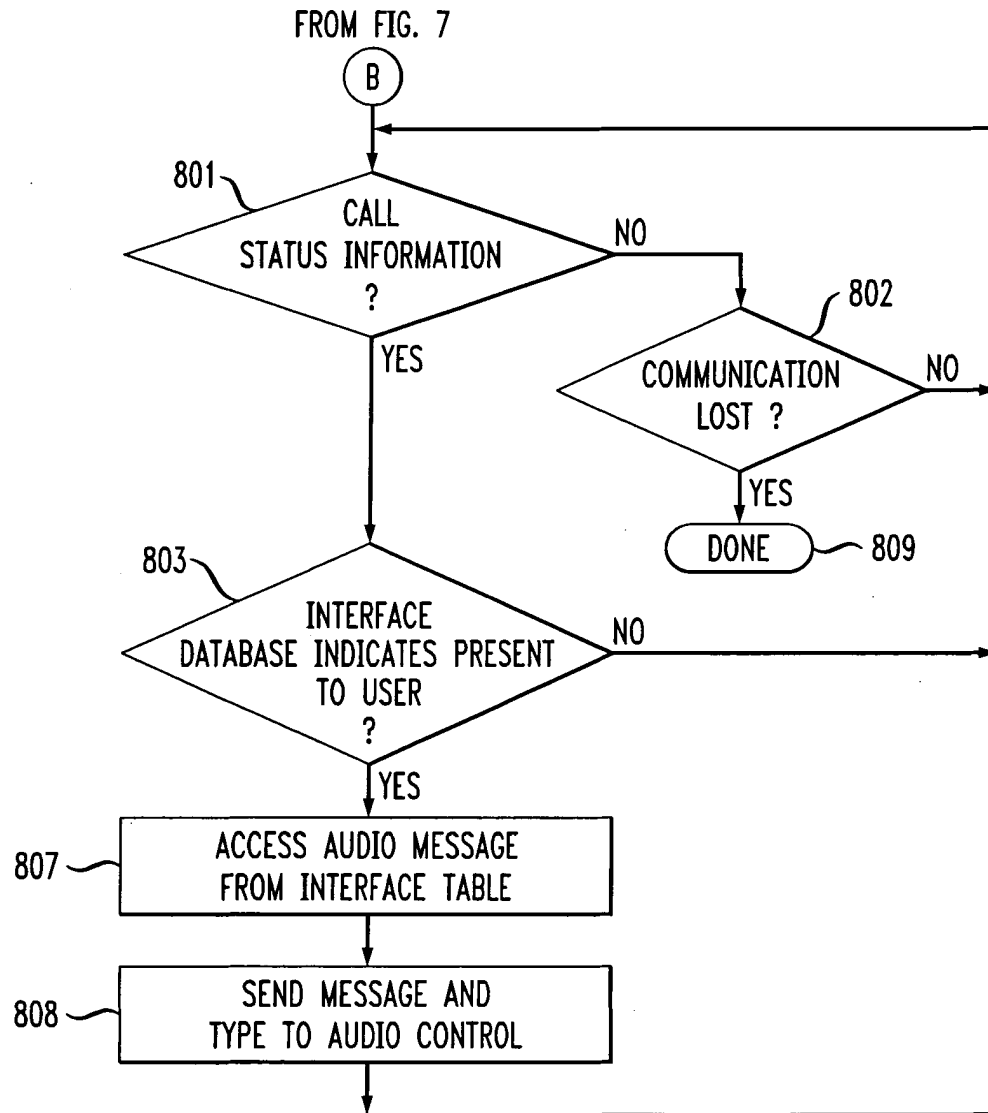 FROM FIG. 7
B
801
CALL
STATUS INFORMATION
?
NO
YES
802
COMMUNICATION
LOST ?
NO
YES
DONE
809
803
INTERFACE
DATABASE INDICATES PRESENT
TO USER
?
NO
YES
807
ACCESS AUDIO MESSAGE
FROM INTERFACE TABLE
808
SEND MESSAGE AND
TYPE TO AUDIO CONTROL